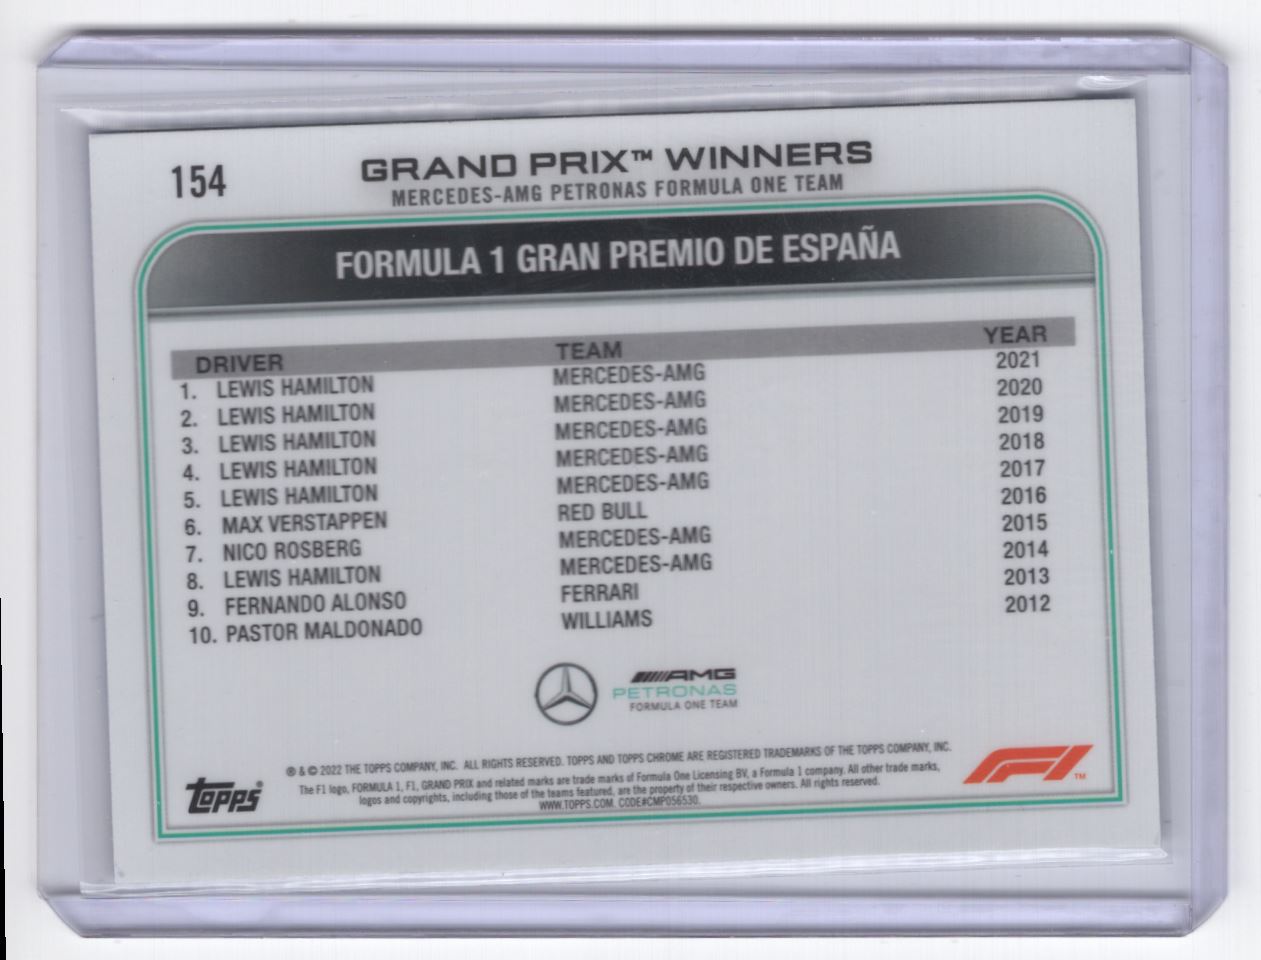 154
GRAND PRIX™ WINNERS
MERCEDES-AMG PETRONAS FORMULA ONE TEAM
FORMULA 1 GRAN PREMIO DE ESPAÑA
DRIVER TEAM YEAR
1. LEWIS HAMILTON MERCEDES-AMG 2021
2. LEWIS HAMILTON MERCEDES-AMG 2020
3. LEWIS HAMILTON MERCEDES-AMG 2019
4. LEWIS HAMILTON MERCEDES-AMG 2018
5. LEWIS HAMILTON MERCEDES-AMG 2017
6. MAX VERSTAPPEN RED BULL 2016
7. NICO ROSBERG MERCEDES-AMG 2015
8. LEWIS HAMILTON MERCEDES-AMG 2014
9. FERNANDO ALONSO FERRARI 2013
10. PASTOR MALDONADO WILLIAMS 2012
AMG
PETRONAS
FORMULA ONE TEAM
® & © 2022 THE TOPPS COMPANY, INC. ALL RIGHTS RESERVED. TOPPS AND TOPPS CHROME ARE REGISTERED TRADEMARKS OF THE TOPPS COMPANY, INC.
The F1 logo, FORMULA 1, F1, GRAND PRIX and related marks are trade marks of Formula One Licensing BV, a Formula 1 company. All other trade marks,
logos and copyrights, including those of the teams featured, are the property of their respective owners. All rights reserved.
WWW.TOPPS.COM. CODE#CMP056530.
Topps®
F1™